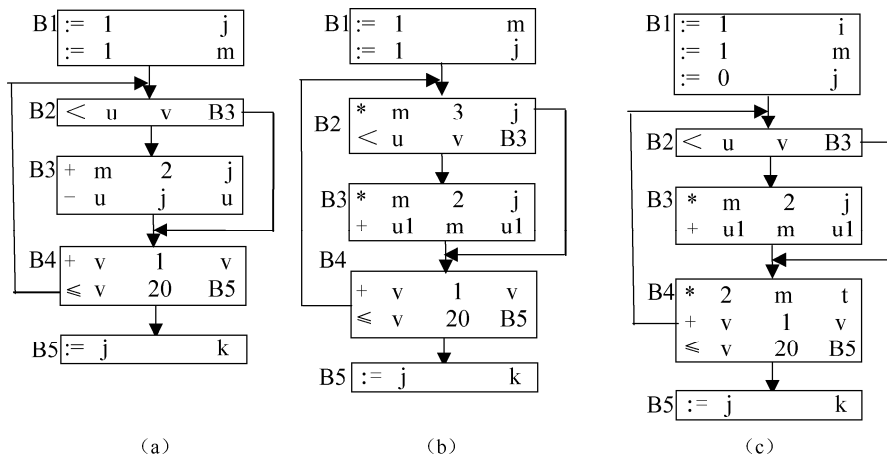 B1
:= 1 j
:= 1 m
B2
< u v B3
B3
+ m 2 j
− u j u
B4
+ v 1 v
⩽ v 20 B5
B5
:= j k
(a)
B1
:= 1 m
:= 1 j
B2
* m 3 j
< u v B3
B3
* m 2 j
+ u1 m u1
B4
+ v 1 v
⩽ v 20 B5
B5
:= j k
(b)
B1
:= 1 i
:= 1 m
:= 0 j
B2
< u v B3
B3
* m 2 j
+ u1 m u1
B4
* 2 m t
+ v 1 v
⩽ v 20 B5
B5
:= j k
(c)